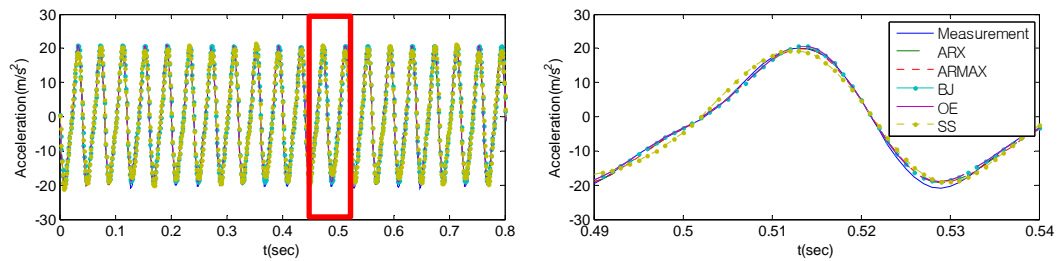 30
20
10
0
-10
-20
-30
0 0.1 0.2 0.3 0.4 0.5 0.6 0.7 0.8
Acceleration(m/s²)
t(sec)
30
20
10
0
-10
-20
-30
0.49 0.5 0.51 0.52 0.53 0.54
Acceleration(m/s²)
t(sec)
Measurement
ARX
ARMAX
BJ
OE
SS